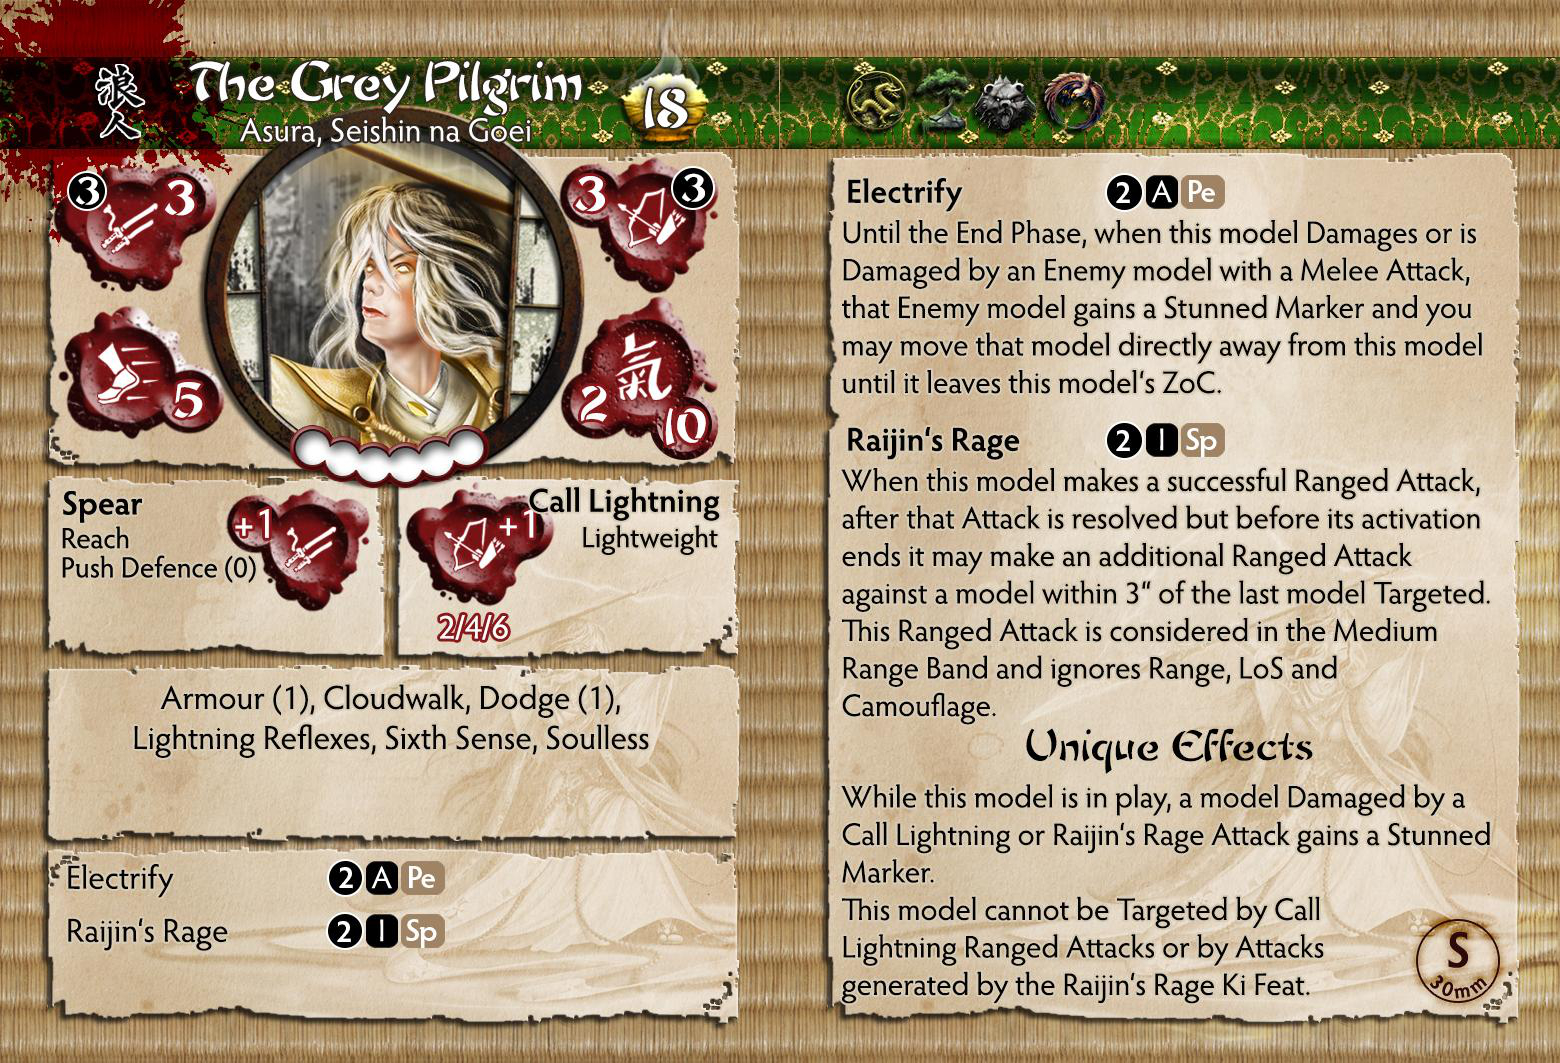 浪人
The Grey Pilgrim
18
Asura, Seishin na Goei
3 3
3 3
5
氣
2 10
Spear
+1
Reach
Push Defence (0)
Call Lightning
+1
Lightweight
2/4/6
Armour (1), Cloudwalk, Dodge (1),
Lightning Reflexes, Sixth Sense, Soulless
Electrify 2 A Pe
Raijin's Rage 2 I Sp
Electrify 2 A Pe
Until the End Phase, when this model Damages or is
Damaged by an Enemy model with a Melee Attack,
that Enemy model gains a Stunned Marker and you
may move that model directly away from this model
until it leaves this model's ZoC.
Raijin's Rage 2 I Sp
When this model makes a successful Ranged Attack,
after that Attack is resolved but before its activation
ends it may make an additional Ranged Attack
against a model within 3" of the last model Targeted.
This Ranged Attack is considered in the Medium
Range Band and ignores Range, LoS and
Camouflage.
Unique Effects
While this model is in play, a model Damaged by a
Call Lightning or Raijin's Rage Attack gains a Stunned
Marker.
This model cannot be Targeted by Call
Lightning Ranged Attacks or by Attacks
generated by the Raijin's Rage Ki Feat.
S
30mm